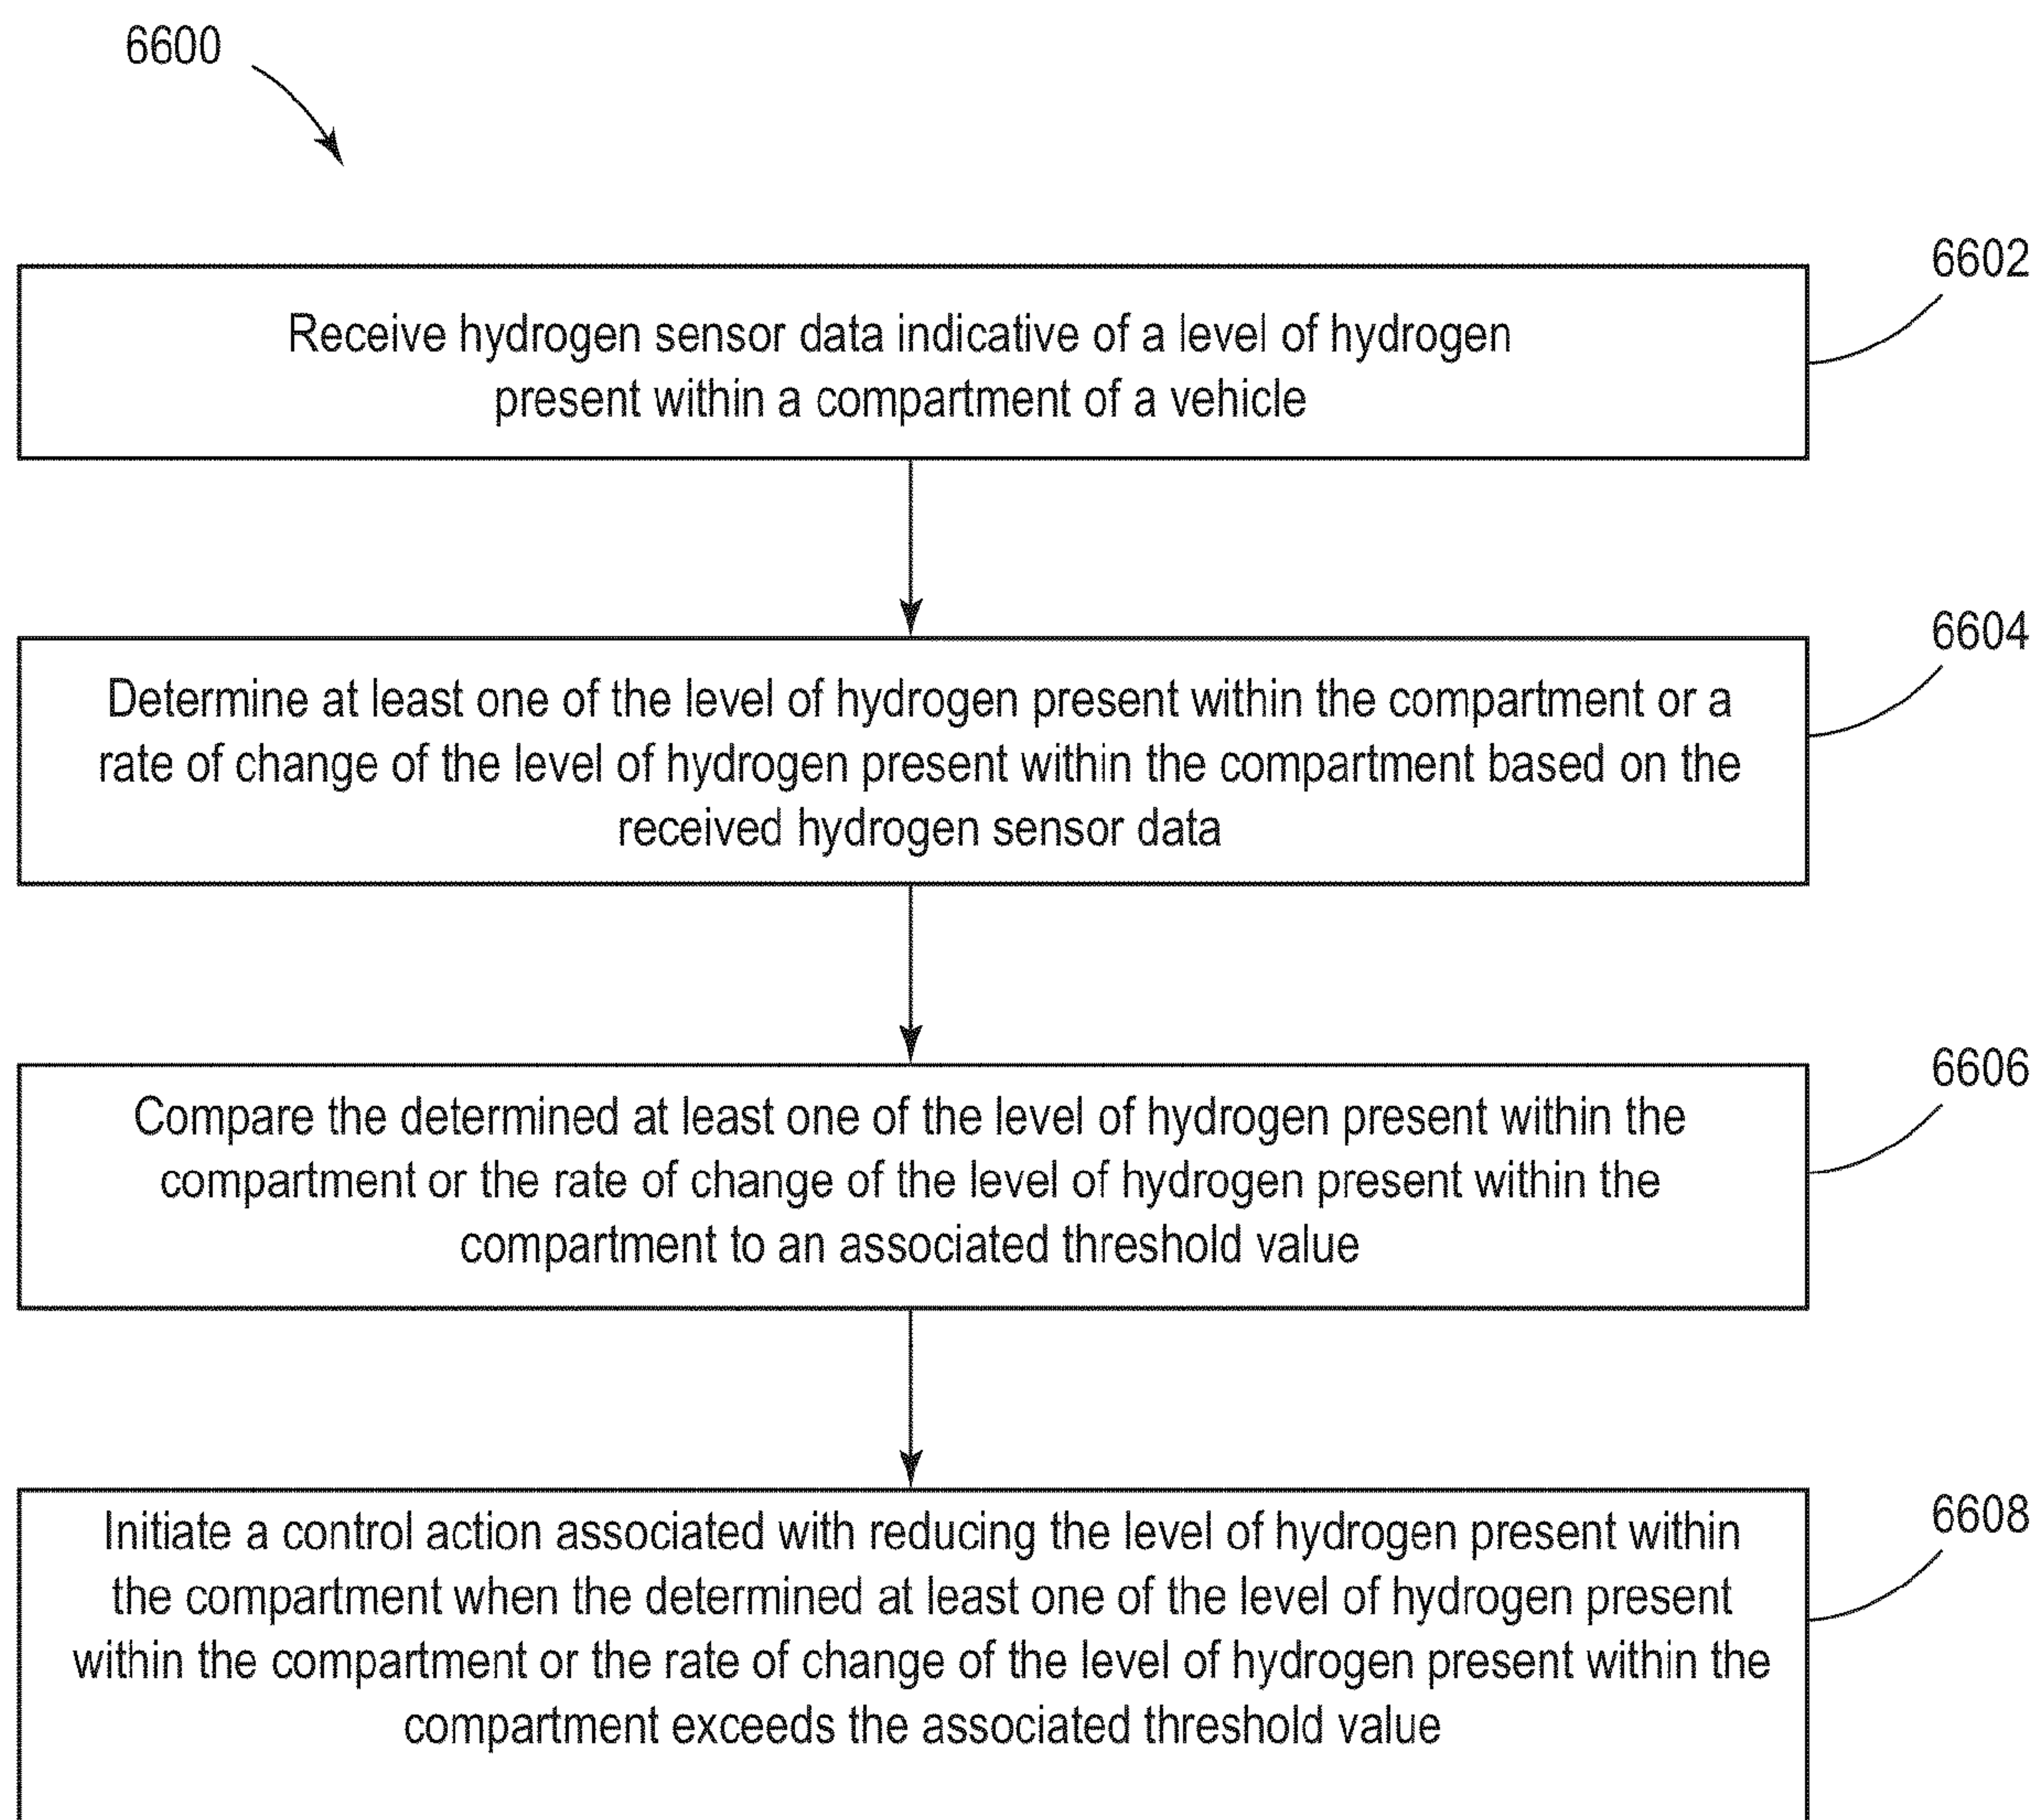 6600
6602
Receive hydrogen sensor data indicative of a level of hydrogen
present within a compartment of a vehicle
6604
Determine at least one of the level of hydrogen present within the compartment or a
rate of change of the level of hydrogen present within the compartment based on the
received hydrogen sensor data
6606
Compare the determined at least one of the level of hydrogen present within the
compartment or the rate of change of the level of hydrogen present within the
compartment to an associated threshold value
6608
Initiate a control action associated with reducing the level of hydrogen present within
the compartment when the determined at least one of the level of hydrogen present
within the compartment or the rate of change of the level of hydrogen present within the
compartment exceeds the associated threshold value